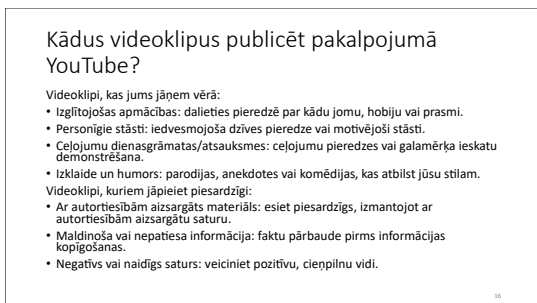 Kādus videoklipus publicēt pakalpojumā
YouTube?
Videoklipi, kas jums jāņem vērā:
• Izglītojošas apmācības: dalieties pieredzē par kādu jomu, hobiju vai prasmi.
• Personīgie stāsti: iedvesmojoša dzīves pieredze vai motivējoši stāsti.
• Ceļojumu dienasgrāmatas/atsauksmes: ceļojumu pieredzes vai galamērķa ieskatu
demonstrēšana.
• Izklaide un humors: parodijas, anekdotes vai komēdijas, kas atbilst jūsu stilam.
Videoklipi, kuriem jāpieiet piesardzīgi:
• Ar autortiesībām aizsargāts materiāls: esiet piesardzīgs, izmantojot ar
autortiesībām aizsargātu saturu.
• Maldinoša vai nepatiesa informācija: faktu pārbaude pirms informācijas
kopīgošanas.
• Negatīvs vai naidīgs saturs: veiciniet pozitīvu, cieņpilnu vidi.
16